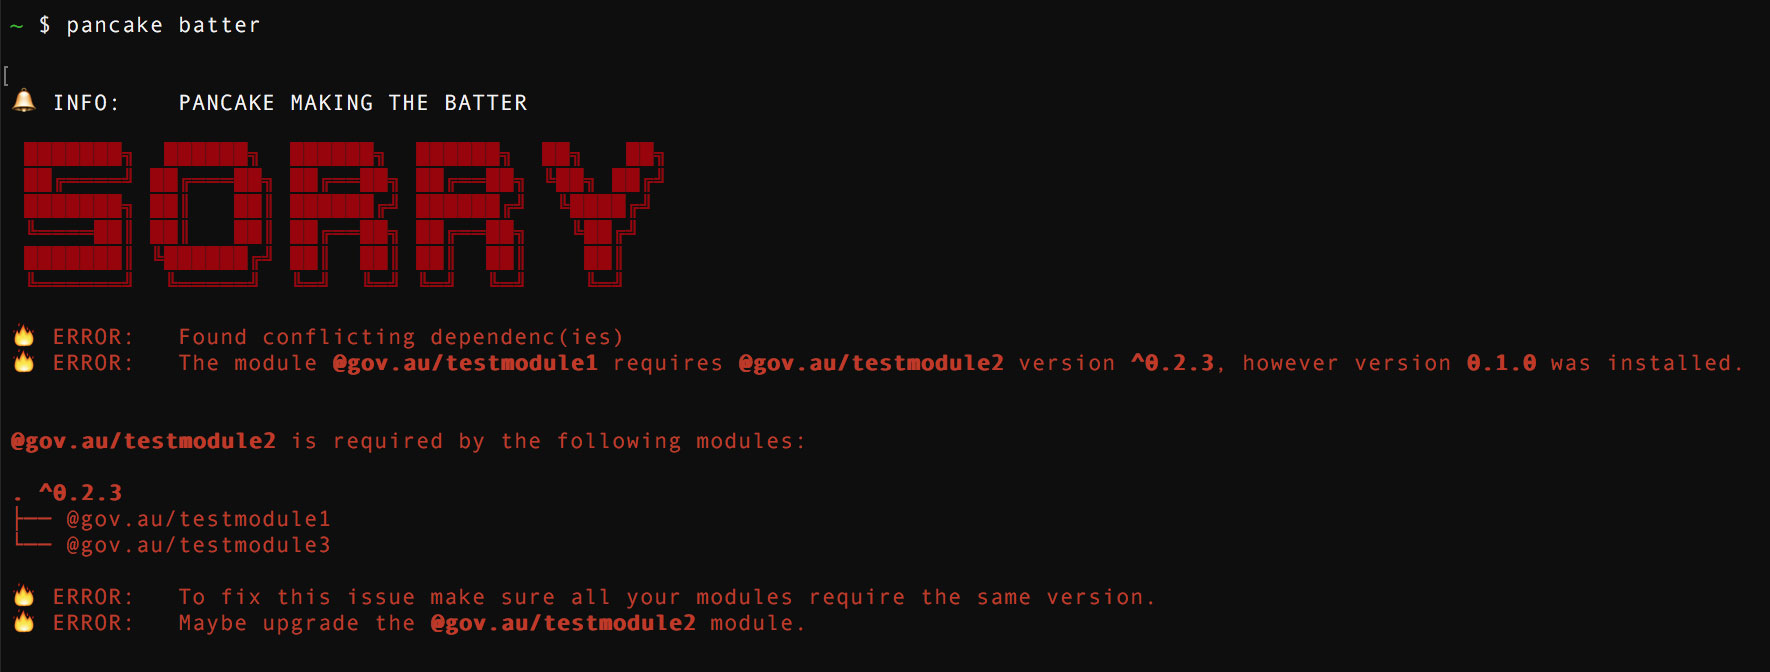 ~ $ pancake batter
[
🔔 INFO: PANCAKE MAKING THE BATTER
SORRY
🔥 ERROR: Found conflicting dependenc(ies)
🔥 ERROR: The module @gov.au/testmodule1 requires @gov.au/testmodule2 version ^0.2.3, however version 0.1.0 was installed.
@gov.au/testmodule2 is required by the following modules:
. ^0.2.3
├── @gov.au/testmodule1
└── @gov.au/testmodule3
🔥 ERROR: To fix this issue make sure all your modules require the same version.
🔥 ERROR: Maybe upgrade the @gov.au/testmodule2 module.